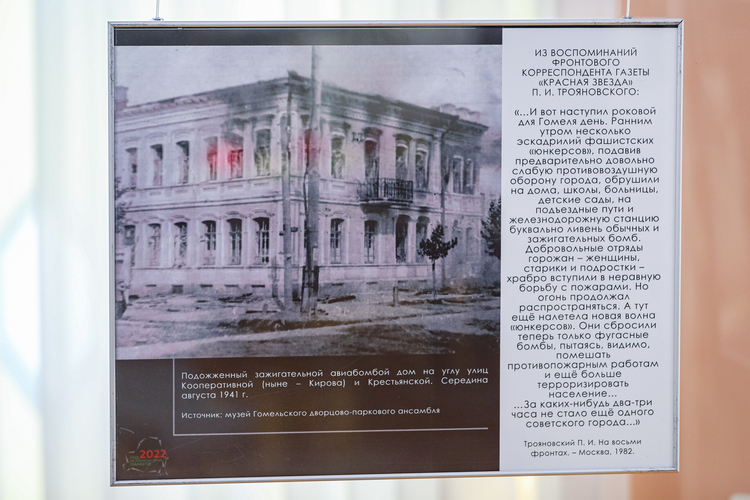 ИЗ ВОСПОМИНАНИЙ
ФРОНТОВОГО
КОРРЕСПОНДЕНТА ГАЗЕТЫ
«КРАСНАЯ ЗВЕЗДА»
П. И. ТРОЯНОВСКОГО:
«...И вот наступил роковой
для Гомеля день. Ранним
утром несколько
эскадрилий фашистских
«юнкерсов», подавив
предварительно довольно
слабую противовоздушную
оборону города, обрушили
на дома, школы, больницы,
детские сады, на
подъездные пути и
железнодорожную станцию
буквально ливень обычных и
зажигательных бомб.
Добровольные отряды
горожан – женщины,
старики и подростки –
храбро вступили в неравную
борьбу с пожарами. Но
огонь продолжал
распространяться. А тут
ещё налетела новая волна
«юнкерсов». Они сбросили
теперь только фугасные
бомбы, пытаясь, видимо,
помешать
противопожарным работам
и ещё больше
терроризировать
население...
...За каких-нибудь два-три
часа не стало ещё одного
советского города...»
Трояновский П. И. На восьми
фронтах. – Москва, 1982.
Подожженный зажигательной авиабомбой дом на углу улиц
Кооперативной (ныне – Кирова) и Крестьянской. Середина
августа 1941 г.
Источник: музей Гомельского дворцово-паркового ансамбля
2022